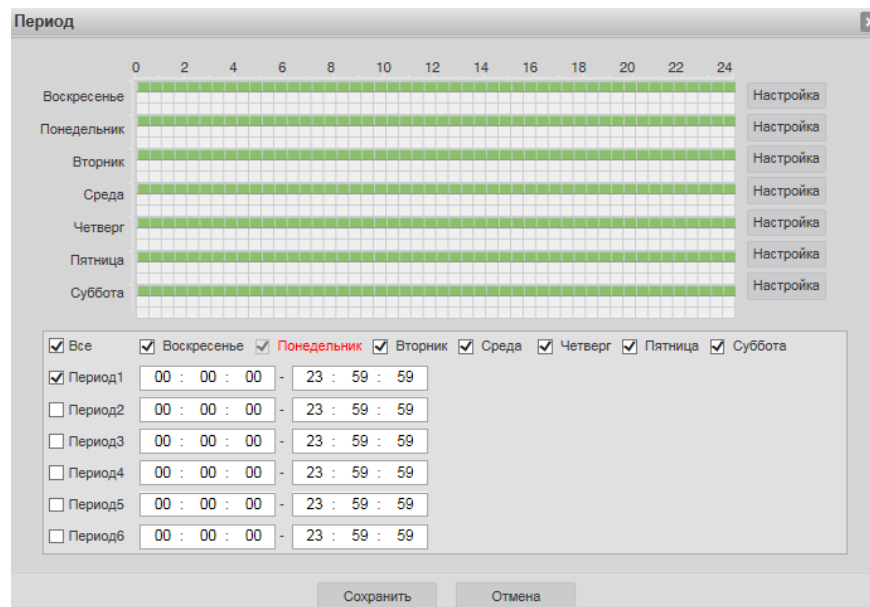 Период
0 2 4 6 8 10 12 14 16 18 20 22 24
Воскресенье Настройка
Понедельник Настройка
Вторник Настройка
Среда Настройка
Четверг Настройка
Пятница Настройка
Суббота Настройка
Все Воскресенье Понедельник Вторник Среда Четверг Пятница Суббота
Период1 00 : 00 : 00 - 23 : 59 : 59
Период2 00 : 00 : 00 - 23 : 59 : 59
Период3 00 : 00 : 00 - 23 : 59 : 59
Период4 00 : 00 : 00 - 23 : 59 : 59
Период5 00 : 00 : 00 - 23 : 59 : 59
Период6 00 : 00 : 00 - 23 : 59 : 59
Сохранить Отмена